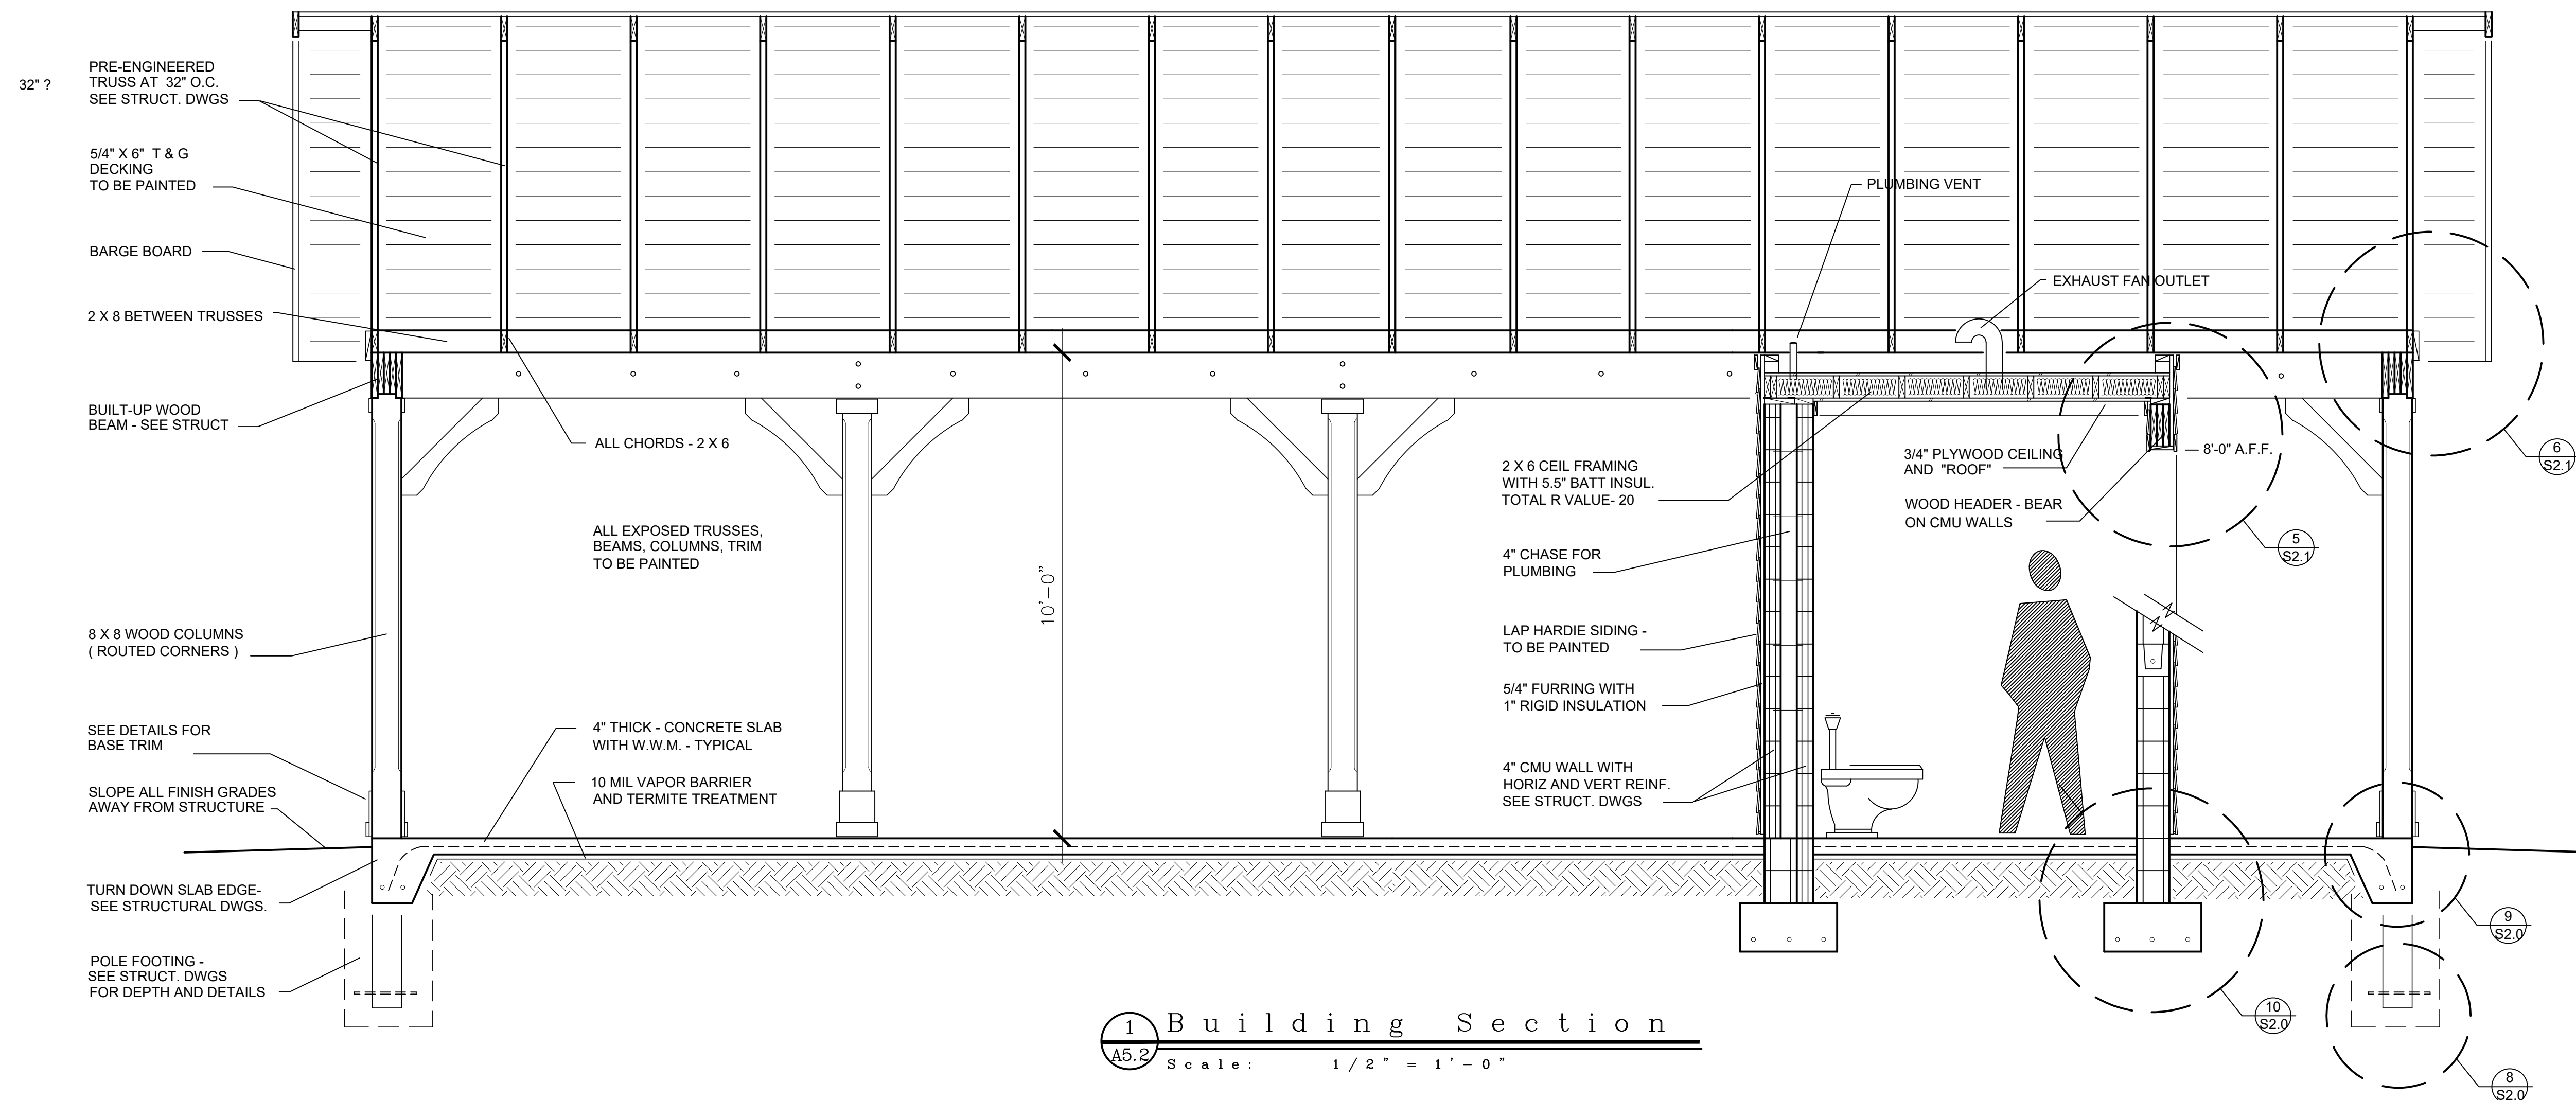 32" ?
PRE-ENGINEERED
TRUSS AT 32" O.C.
SEE STRUCT. DWGS
5/4" X 6" T & G
DECKING
TO BE PAINTED
BARGE BOARD
2 X 8 BETWEEN TRUSSES
BUILT-UP WOOD
BEAM - SEE STRUCT
8 X 8 WOOD COLUMNS
( ROUTED CORNERS )
SEE DETAILS FOR
BASE TRIM
SLOPE ALL FINISH GRADES
AWAY FROM STRUCTURE
TURN DOWN SLAB EDGE-
SEE STRUCTURAL DWGS.
POLE FOOTING -
SEE STRUCT. DWGS
FOR DEPTH AND DETAILS
ALL CHORDS - 2 X 6
ALL EXPOSED TRUSSES,
BEAMS, COLUMNS, TRIM
TO BE PAINTED
4" THICK - CONCRETE SLAB
WITH W.W.M. - TYPICAL
10 MIL VAPOR BARRIER
AND TERMITE TREATMENT
10'-0"
PLUMBING VENT
EXHAUST FAN OUTLET
2 X 6 CEIL FRAMING
WITH 5.5" BATT INSUL.
TOTAL R VALUE- 20
4" CHASE FOR
PLUMBING
LAP HARDIE SIDING -
TO BE PAINTED
5/4" FURRING WITH
1" RIGID INSULATION
4" CMU WALL WITH
HORIZ AND VERT REINF.
SEE STRUCT. DWGS
3/4" PLYWOOD CEILING
AND "ROOF"
WOOD HEADER - BEAR
ON CMU WALLS
8'-0" A.F.F.
6
S2.1
5
S2.1
9
S2.0
10
S2.0
8
S2.0
1
A5.2
Building Section
Scale: 1/2" = 1'-0"